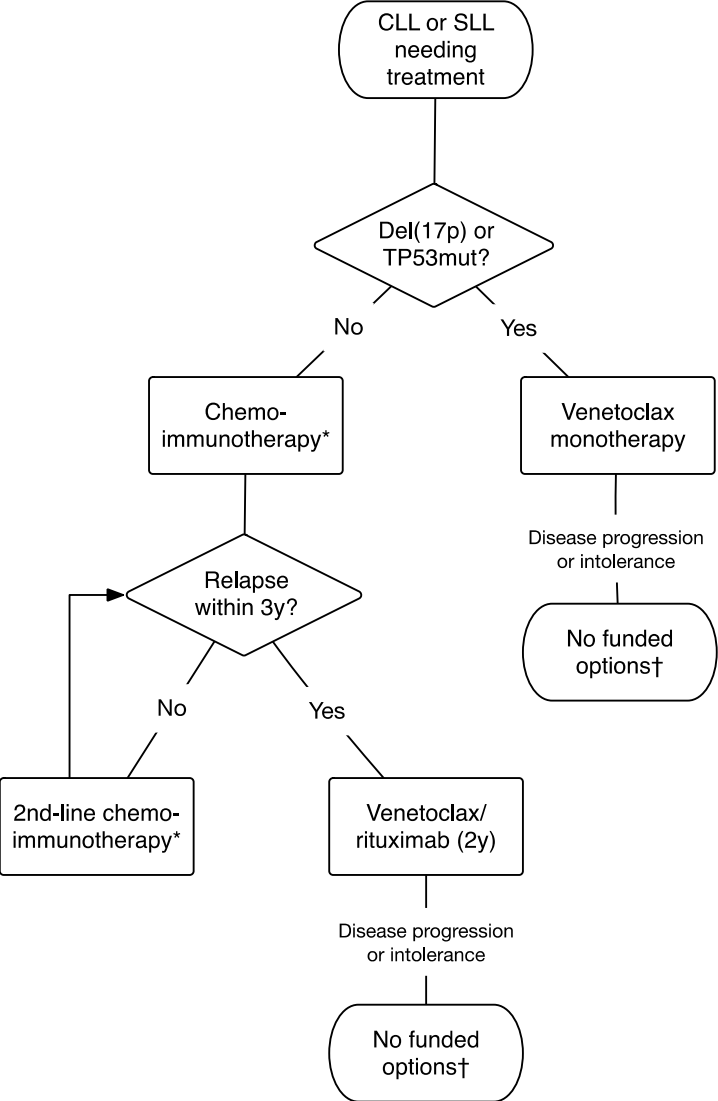 CLL or SLL
needing
treatment
Del(17p) or
TP53mut?
No
Yes
Chemo-
immunotherapy*
Venetoclax
monotherapy
Disease progression
or intolerance
Relapse
within 3y?
No funded
options†
No
Yes
2nd-line chemo-
immunotherapy*
Venetoclax/
rituximab (2y)
Disease progression
or intolerance
No funded
options†